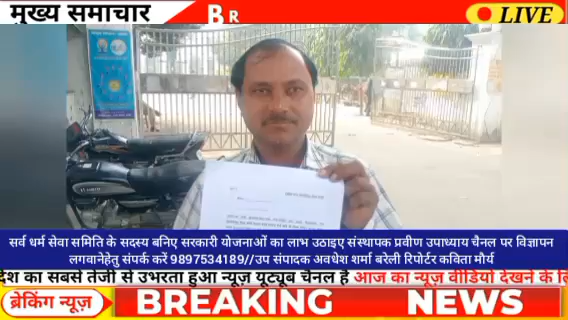 मुख्य समाचार
BR
LIVE
सर्व धर्म सेवा समिति के सदस्य बनिए सरकारी योजनाओं का लाभ उठाइए संस्थापक प्रवीण उपाध्याय चैनल पर विज्ञापन
लगवानेहेतु संपर्क करें 9897534189//उप संपादक अवधेश शर्मा बरेली रिपोर्टर कविता मौर्य
देश का सबसे तेजी से उभरता हुआ न्यूज़ यूट्यूब चैनल है आज का न्यूज़ वीडियो देखने के लि
ब्रेकिंग न्यूज़ BREAKING NEWS